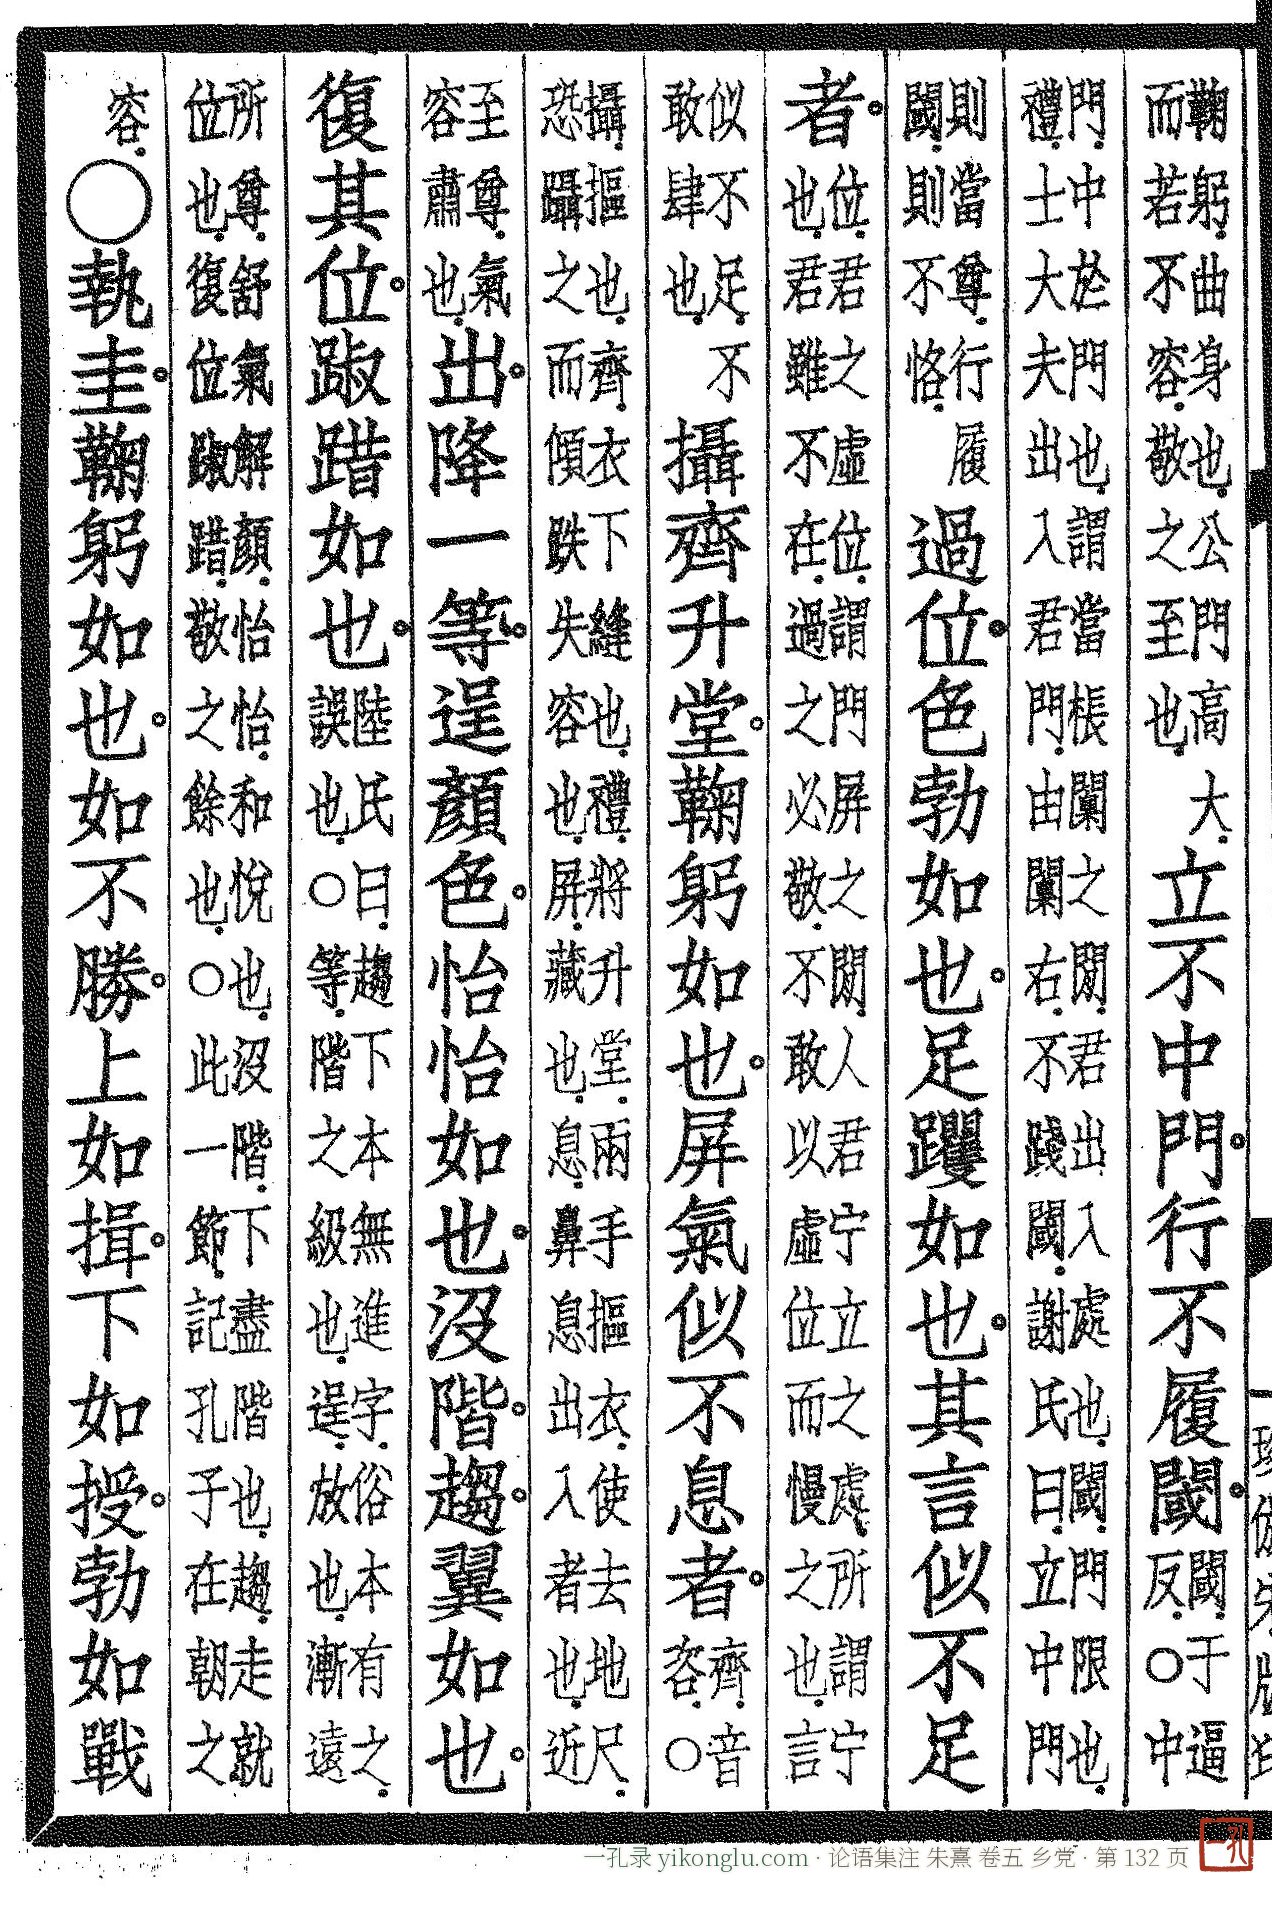 鞠躬。曲身也。公門高大。而若不容。敬之至也。立不中門。行不履閾。閾。于逼反。○中
門。中於門也。謂當棖闑之閒。君出入處也。閾。門限也。禮。士大夫出入君門。由闑右。不踐閾。謝氏曰。立中門
則當尊。行履閾。則不恪。過位。色勃如也。足躩如也。其言似不足
者。位。君之虛位。謂門屏之閒。人君宁立之處。所謂宁也。君雖不在。過之必敬。不敢以虛位而慢之也。言
似不足。不敢肆也。攝齊升堂。鞠躬如也。屏氣似不息者。齊。音咨。○
攝。摳也。齊。衣下縫也。禮。將升堂。兩手摳衣。使去地尺。恐躡之而傾跌失容也。屏。藏也。息。鼻息出入者也。近
至尊。氣容肅也。出。降一等。逞顏色。怡怡如也。沒階。趨。翼如也。
復其位。踧踖如也。陸氏曰。趨下本無進字。俗本有之。誤也。○等。階之級也。逞。放也。漸遠
所尊。舒氣解顏。怡怡。和悅也。沒階。下盡階也。趨。走就位也。復位踧踖。敬之餘也。○此一節。記孔子在朝之
容。○執圭。鞠躬如也。如不勝。上如揖。下如授。勃如戰
一孔录 yikonglu.com · 论语集注 朱熹 卷五 乡党 · 第 132 页
一孔